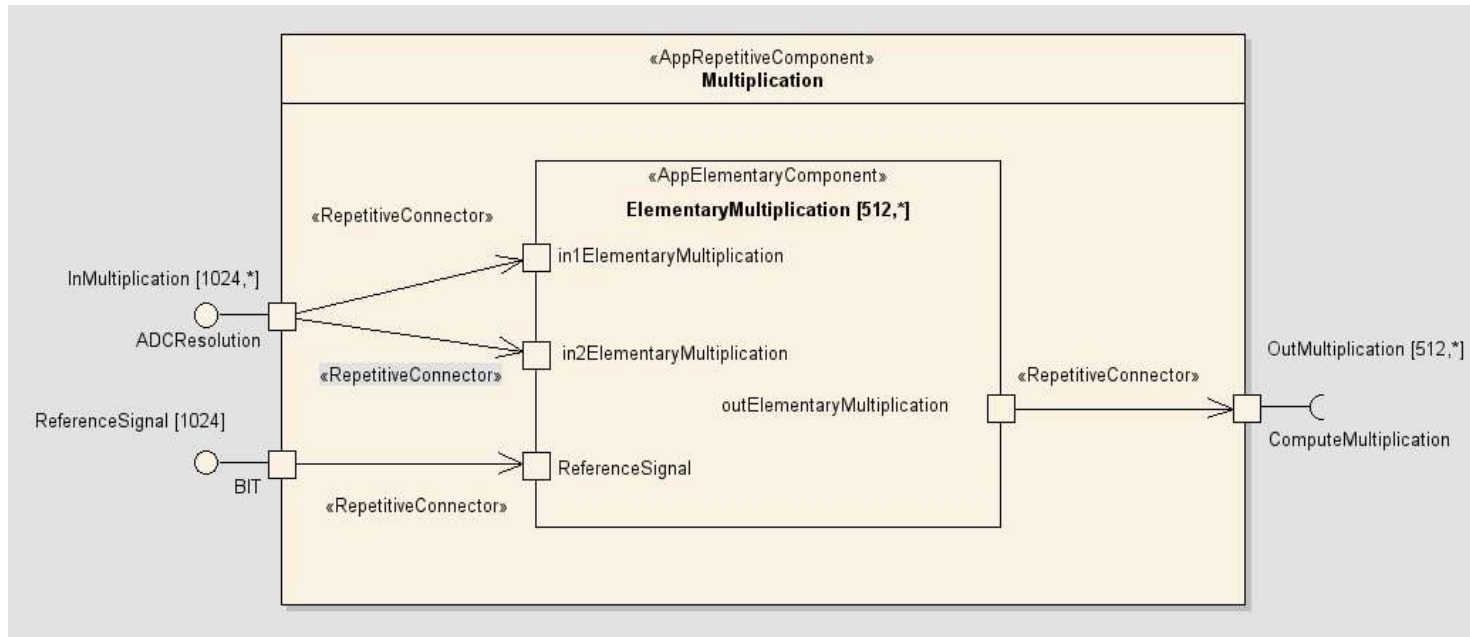 «AppRepetitiveComponent»
Multiplication
«AppElementaryComponent»
ElementaryMultiplication [512,*]
«RepetitiveConnector»
in1ElementaryMultiplication
InMultiplication [1024,*]
ADCResolution
in2ElementaryMultiplication
«RepetitiveConnector»
OutMultiplication [512,*]
«RepetitiveConnector»
outElementaryMultiplication
ComputeMultiplication
ReferenceSignal [1024]
BIT
ReferenceSignal
«RepetitiveConnector»